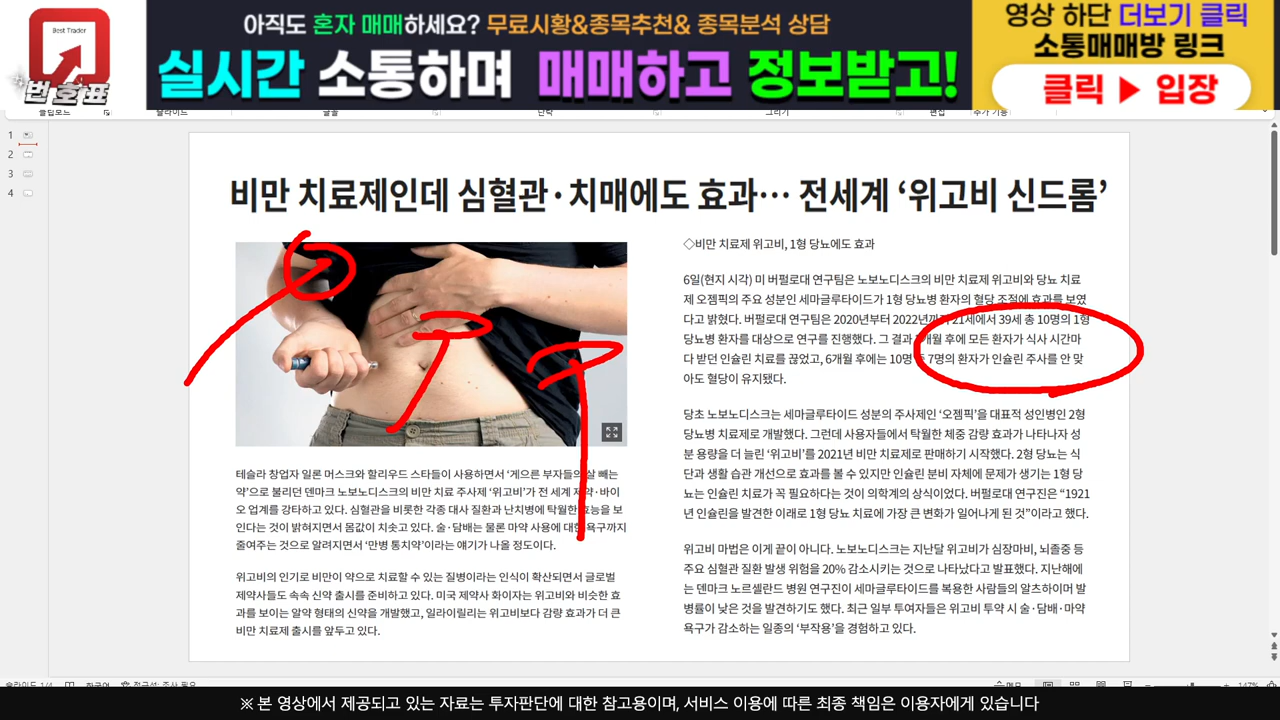 Best Trader
번호표
아직도 혼자 매매하세요? 무료시황&종목추천& 종목분석 상담
실시간 소통하며 매매하고 정보받고!
영상 하단 더보기 클릭
소통매매방 링크
클릭 ▶ 입장
클립보드
슬라이드
글꼴
단락
그리기
편집
추가 기능
1
2
3
4
비만 치료제인데 심혈관·치매에도 효과… 전세계 ‘위고비 신드롬’
테슬라 창업자 일론 머스크와 할리우드 스타들이 사용하면서 ‘게으른 부자들의 살 빼는
약’으로 불리던 덴마크 노보노디스크의 비만 치료 주사제 ‘위고비’가 전 세계 제약·바이
오 업계를 강타하고 있다. 심혈관을 비롯한 각종 대사 질환과 난치병에 탁월한 효능을 보
인다는 것이 밝혀지면서 몸값이 치솟고 있다. 술·담배는 물론 마약 사용에 대한 욕구까지
줄여주는 것으로 알려지면서 ‘만병 통치약’이라는 얘기가 나올 정도이다.
위고비의 인기로 비만이 약으로 치료할 수 있는 질병이라는 인식이 확산되면서 글로벌
제약사들도 속속 신약 출시를 준비하고 있다. 미국 제약사 화이자는 위고비와 비슷한 효
과를 보이는 알약 형태의 신약을 개발했고, 일라이릴리는 위고비보다 감량 효과가 더 큰
비만 치료제 출시를 앞두고 있다.
◇비만 치료제 위고비, 1형 당뇨에도 효과
6일(현지 시각) 미 버펄로대 연구팀은 노보노디스크의 비만 치료제 위고비와 당뇨 치료
제 오젬픽의 주요 성분인 세마글루타이드가 1형 당뇨병 환자의 혈당 조절에 효과를 보였
다고 밝혔다. 버펄로대 연구팀은 2020년부터 2022년까지 21세에서 39세 총 10명의 1형
당뇨병 환자를 대상으로 연구를 진행했다. 그 결과 개월 후에 모든 환자가 식사 시간마
다 받던 인슐린 치료를 끊었고, 6개월 후에는 10명 중 7명의 환자가 인슐린 주사를 안 맞
아도 혈당이 유지됐다.
당초 노보노디스크는 세마글루타이드 성분의 주사제인 ‘오젬픽’을 대표적 성인병인 2형
당뇨병 치료제로 개발했다. 그런데 사용자들에서 탁월한 체중 감량 효과가 나타나자 성
분 용량을 더 늘린 ‘위고비’를 2021년 비만 치료제로 판매하기 시작했다. 2형 당뇨는 식
단과 생활 습관 개선으로 효과를 볼 수 있지만 인슐린 분비 자체에 문제가 생기는 1형 당
뇨는 인슐린 치료가 꼭 필요하다는 것이 의학계의 상식이었다. 버펄로대 연구진은 “1921
년 인슐린을 발견한 이래로 1형 당뇨 치료에 가장 큰 변화가 일어나게 된 것”이라고 했다.
위고비 마법은 이게 끝이 아니다. 노보노디스크는 지난달 위고비가 심장마비, 뇌졸중 등
주요 심혈관 질환 발생 위험을 20% 감소시키는 것으로 나타났다고 발표했다. 지난해에
는 덴마크 노르셀란드 병원 연구진이 세마글루티드를 복용한 사람들의 알츠하이머 발
병률이 낮은 것을 발견하기도 했다. 최근 일부 투여자들은 위고비 투약 시 술·담배·마약
욕구가 감소하는 일종의 ‘부작용’을 경험하고 있다.
※ 본 영상에서 제공되고 있는 자료는 투자판단에 대한 참고용이며, 서비스 이용에 따른 최종 책임은 이용자에게 있습니다